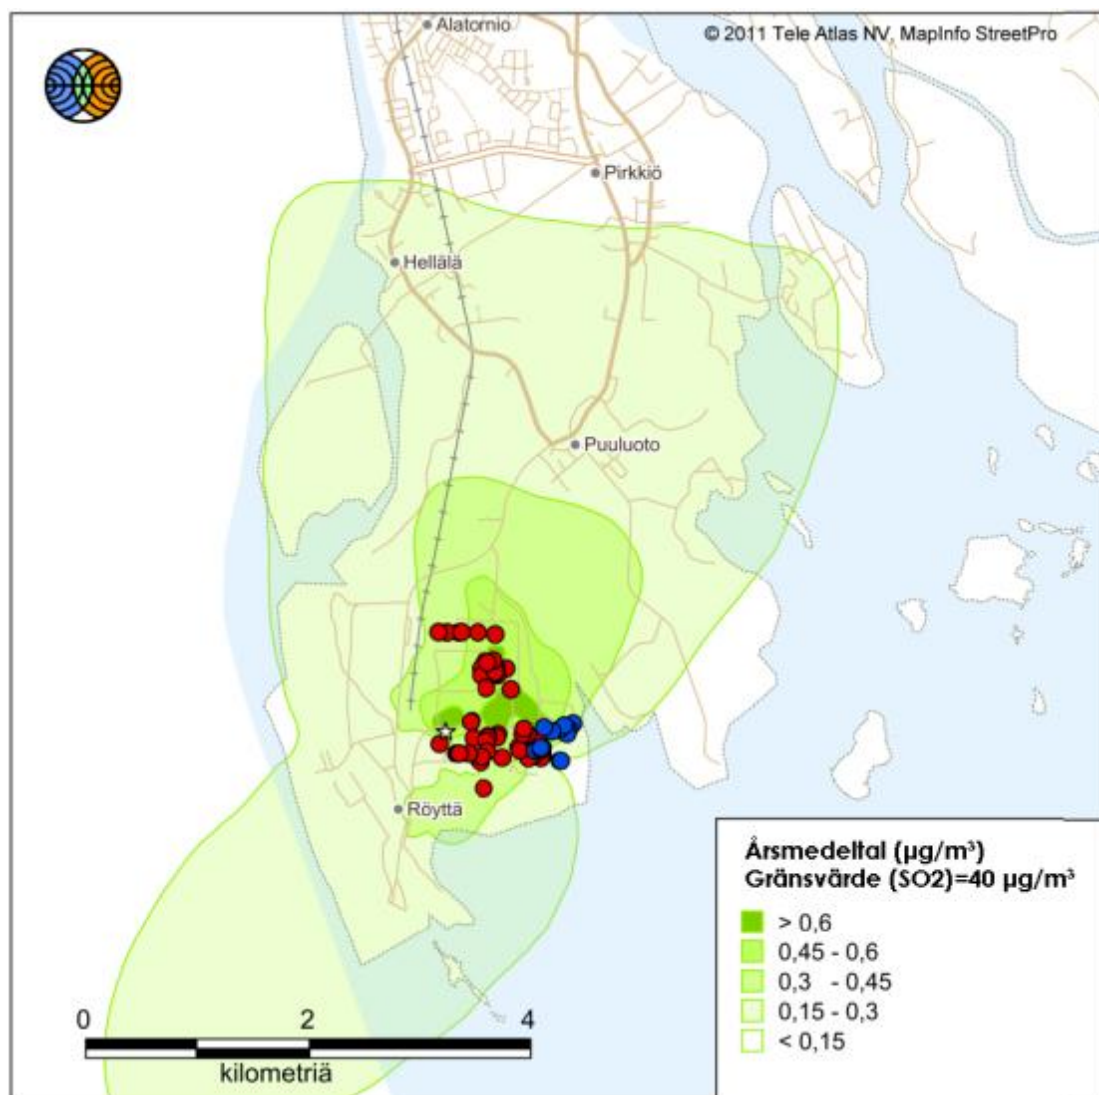 Alatornio
© 2011 Tele Atlas NV, MapInfo StreetPro
Pirkkiö
Hellälä
Puuluoto
Röyttä
Årsmedeltal (µg/m³)
Gränsvärde (SO2)=40 µg/m³
> 0,6
0,45 - 0,6
0,3 - 0,45
0,15 - 0,3
< 0,15
0 2 4
kilometriä